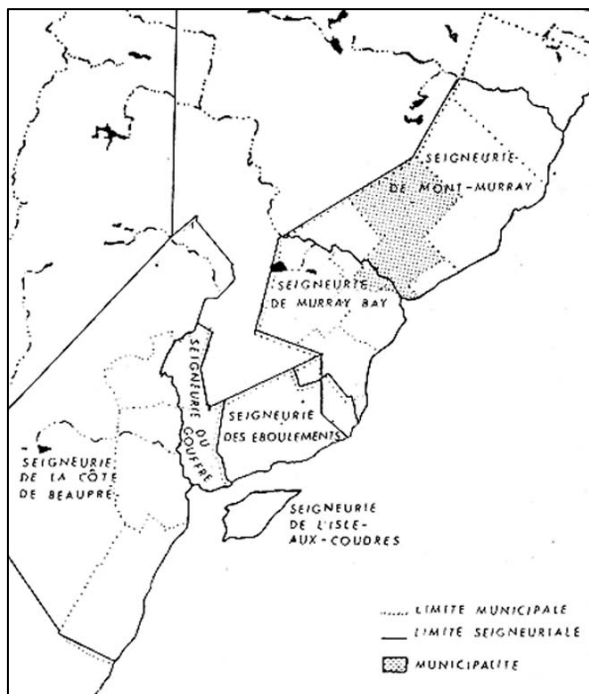 SEIGNEURIE
DE MONT-MURRAY
SEIGNEURIE
DE MURRAY BAY
SEIGNEURIE DU
GOUFFRE
SEIGNEURIE
DES EBOULEMENTS
SEIGNEURIE
DE LA CÔTE
DE BEAUPRÉ
SEIGNEURIE
DE L'ISLE-
AUX-COUDRES
LIMITE MUNICIPALE
LIMITE SEIGNEURIALE
MUNICIPALITÉ